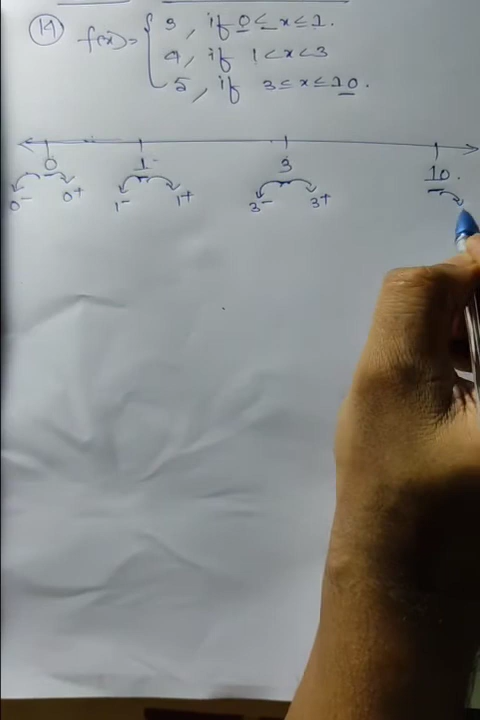 14 f(x) = { 3, if 0 ≤ x ≤ 1.
4, if 1 < x < 3
5, if 3 ≤ x ≤ 10.
0 1 3 10.
0⁻ 0⁺ 1⁻ 1⁺ 3⁻ 3⁺